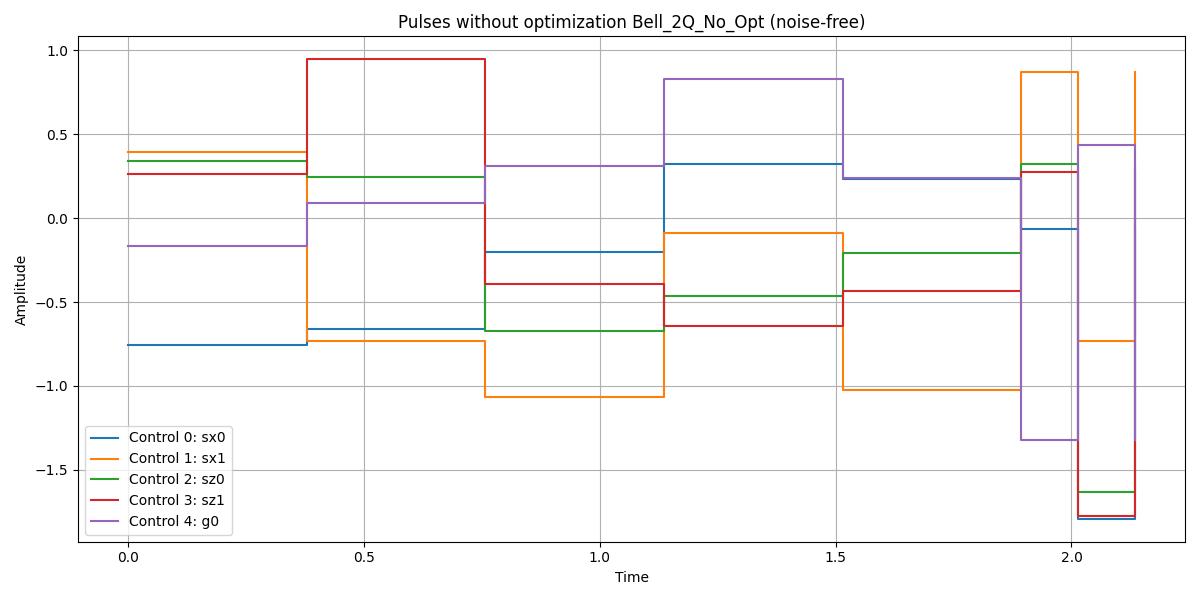 Pulses without optimization Bell_2Q_No_Opt (noise-free)
Amplitude
1.0
0.5
0.0
−0.5
−1.0
−1.5
Control 0: sx0
Control 1: sx1
Control 2: sz0
Control 3: sz1
Control 4: g0
0.0 0.5 1.0 1.5 2.0
Time